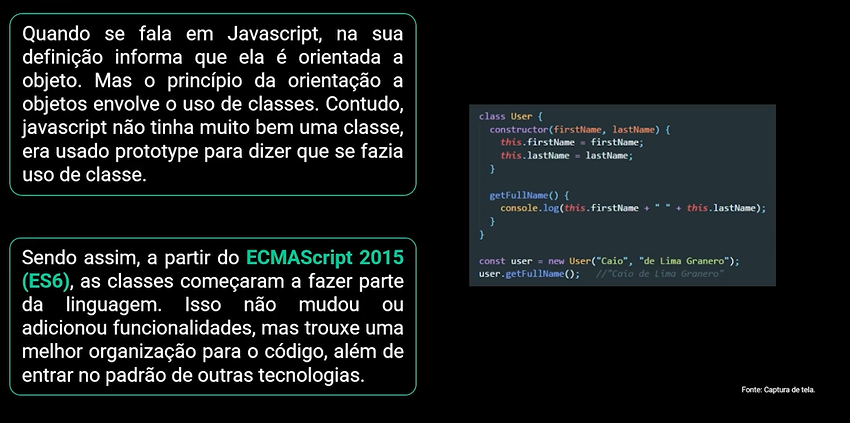 Quando se fala em Javascript, na sua
definição informa que ela é orientada a
objeto. Mas o princípio da orientação a
objetos envolve o uso de classes. Contudo,
javascript não tinha muito bem uma classe,
era usado prototype para dizer que se fazia
uso de classe.
Sendo assim, a partir do ECMAScript 2015
(ES6), as classes começaram a fazer parte
da linguagem. Isso não mudou ou
adicionou funcionalidades, mas trouxe uma
melhor organização para o código, além de
entrar no padrão de outras tecnologias.
class User {
constructor(firstName, lastName) {
this.firstName = firstName;
this.lastName = lastName;
}
getFullName() {
console.log(this.firstName + " " + this.lastName);
}
}
const user = new User("Caio", "de Lima Granero");
user.getFullName(); //"Caio de Lima Granero"
Fonte: Captura de tela.